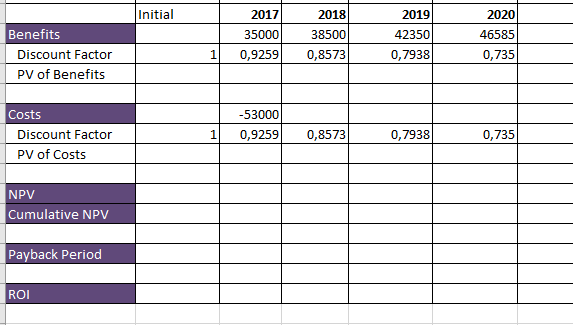 Initial 2017 2018 2019 2020
Benefits 35000 38500 42350 46585
Discount Factor 1 0,9259 0,8573 0,7938 0,735
PV of Benefits
Costs -53000
Discount Factor 1 0,9259 0,8573 0,7938 0,735
PV of Costs
NPV
Cumulative NPV
Payback Period
ROI